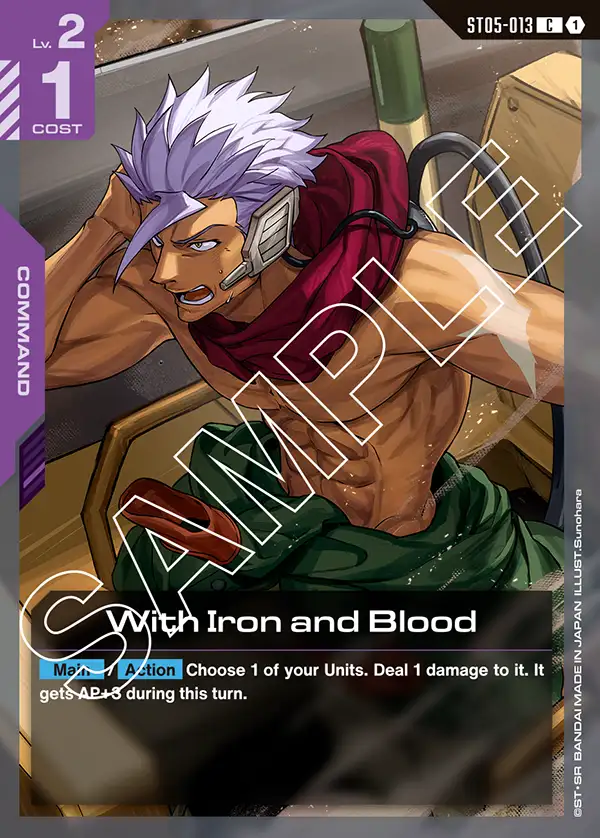 Lv. 2
ST05-013 C 1
1
COST
COMMAND
SAMPLE
With Iron and Blood
Main / Action Choose 1 of your Units. Deal 1 damage to it. It
gets AP+3 during this turn.
©ST・SR BANDAI MADE IN JAPAN ILLUST.Sunohara